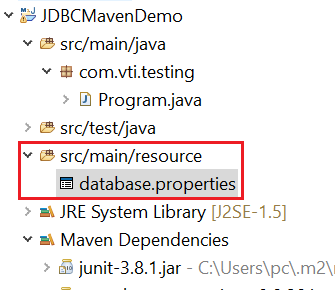 JDBCMavenDemo
src/main/java
com.vti.testing
Program.java
src/test/java
src/main/resource
database.properties
JRE System Library [J2SE-1.5]
Maven Dependencies
junit-3.8.1.jar - C:\Users\pc\.m2\